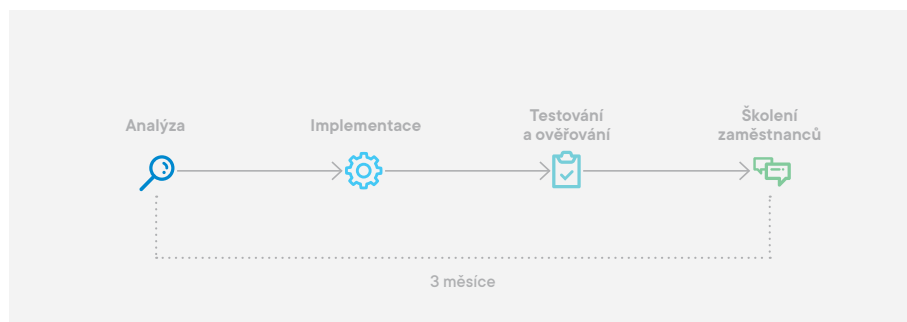 Analýza
Implementace
Testování
a ověřování
Školení
zaměstnanců
3 měsíce